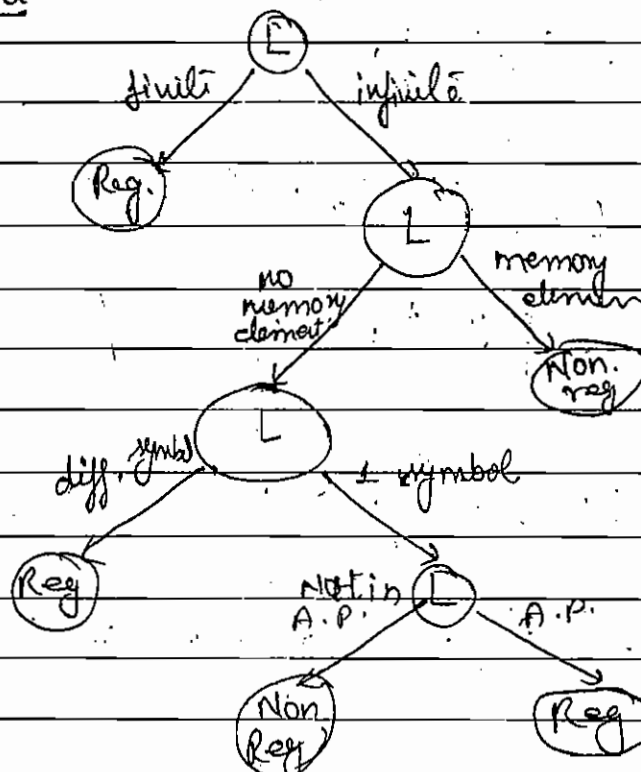 L
finite
infinite
Reg.
L
no
memory
element
memory
elemen
Non.
reg
L
diff. symbol
1 symbol
Reg
Not in
A.P.
L
A.P.
Non
Reg
Reg